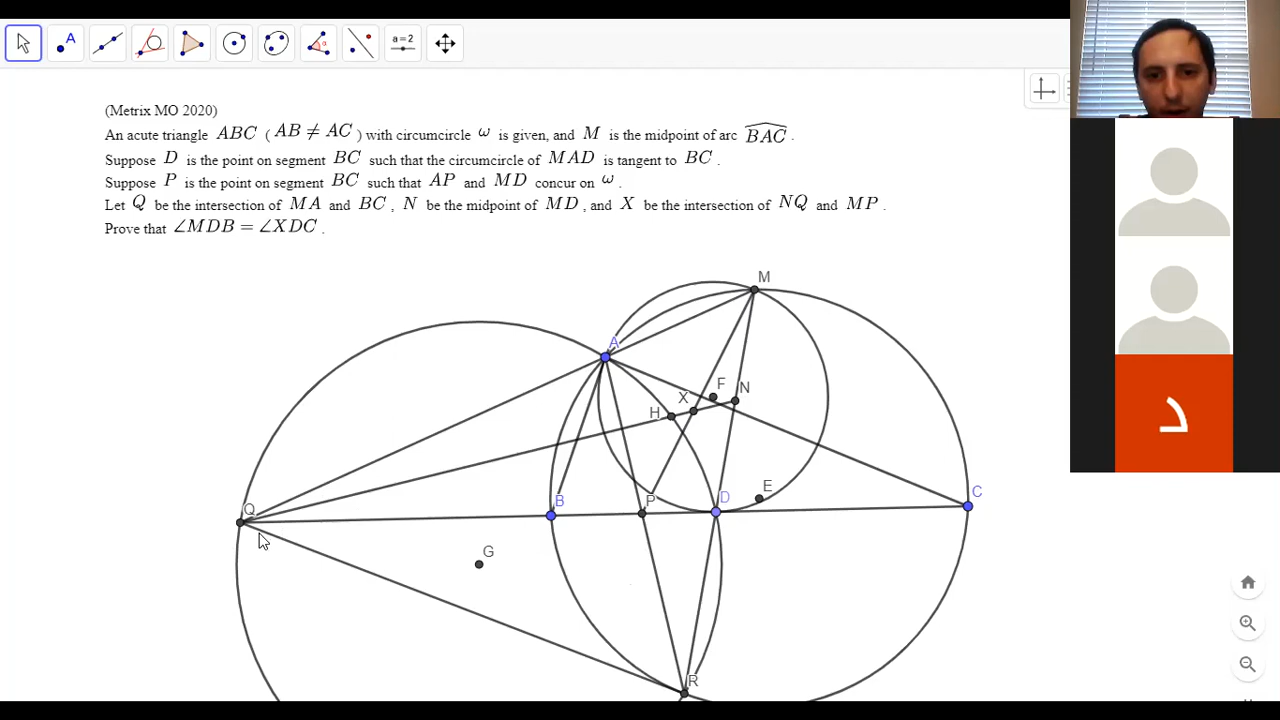 A
a=2
(Metrix MO 2020)
An acute triangle ABC ( AB ≠ AC ) with circumcircle ω is given, and M is the midpoint of arc \widehat{BAC} .
Suppose D is the point on segment BC such that the circumcircle of MAD is tangent to BC .
Suppose P is the point on segment BC such that AP and MD concur on ω .
Let Q be the intersection of MA and BC , N be the midpoint of MD , and X be the intersection of NQ and MP .
Prove that ∠MDB = ∠XDC .
M
A
F
N
X
H
E
C
Q
B
P
D
G
R
ד